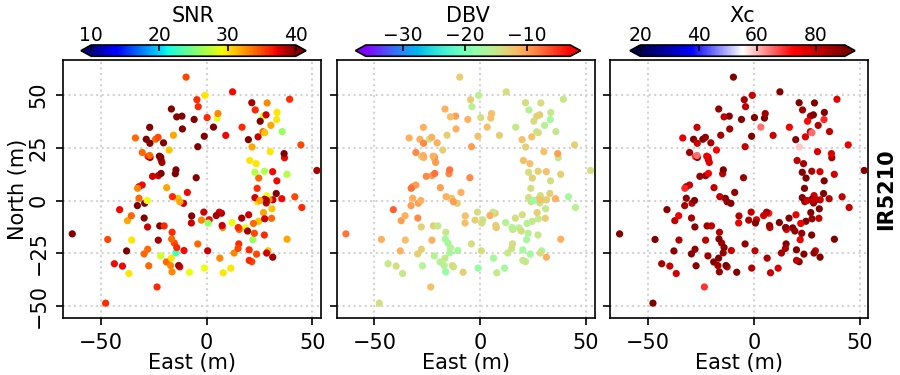 SNR DBV Xc
10 20 30 40 −30 −20 −10 20 40 60 80
50
25
0
−25
−50
North (m)
−50 0 50 −50 0 50 −50 0 50
East (m) East (m) East (m)
IR5210